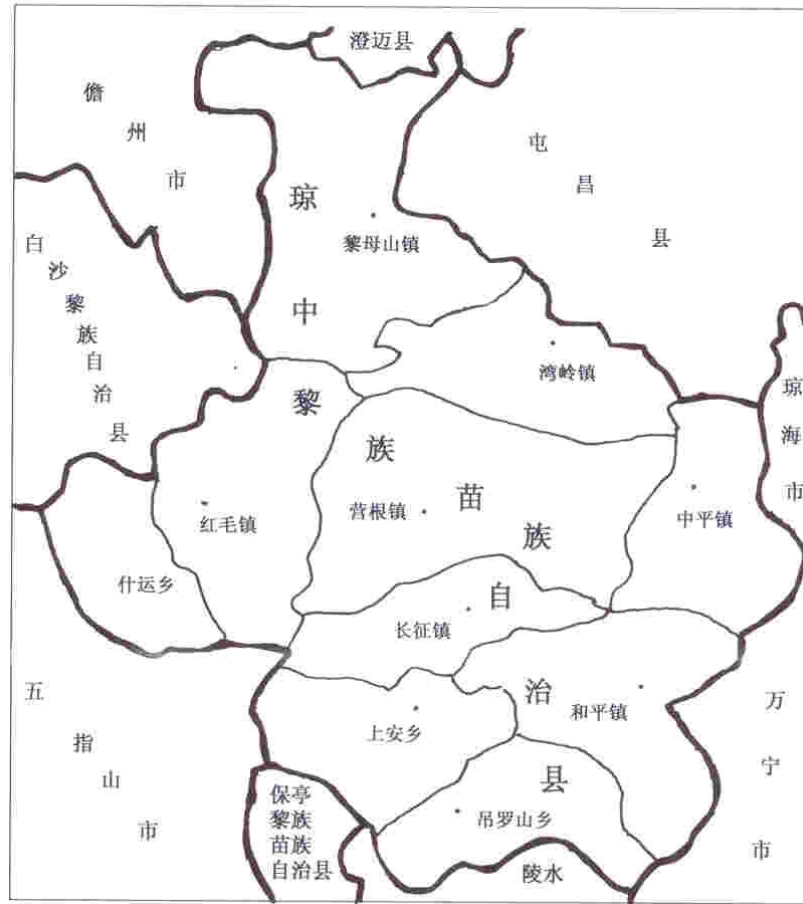 澄迈县
儋州市
屯昌县
琼中黎族苗族自治县
白沙黎族自治县
黎母山镇
湾岭镇
琼海市
红毛镇
营根镇
中平镇
什运乡
长征镇
五指山市
上安乡
和平镇
万宁市
保亭
黎族
苗族
自治县
吊罗山乡
陵水